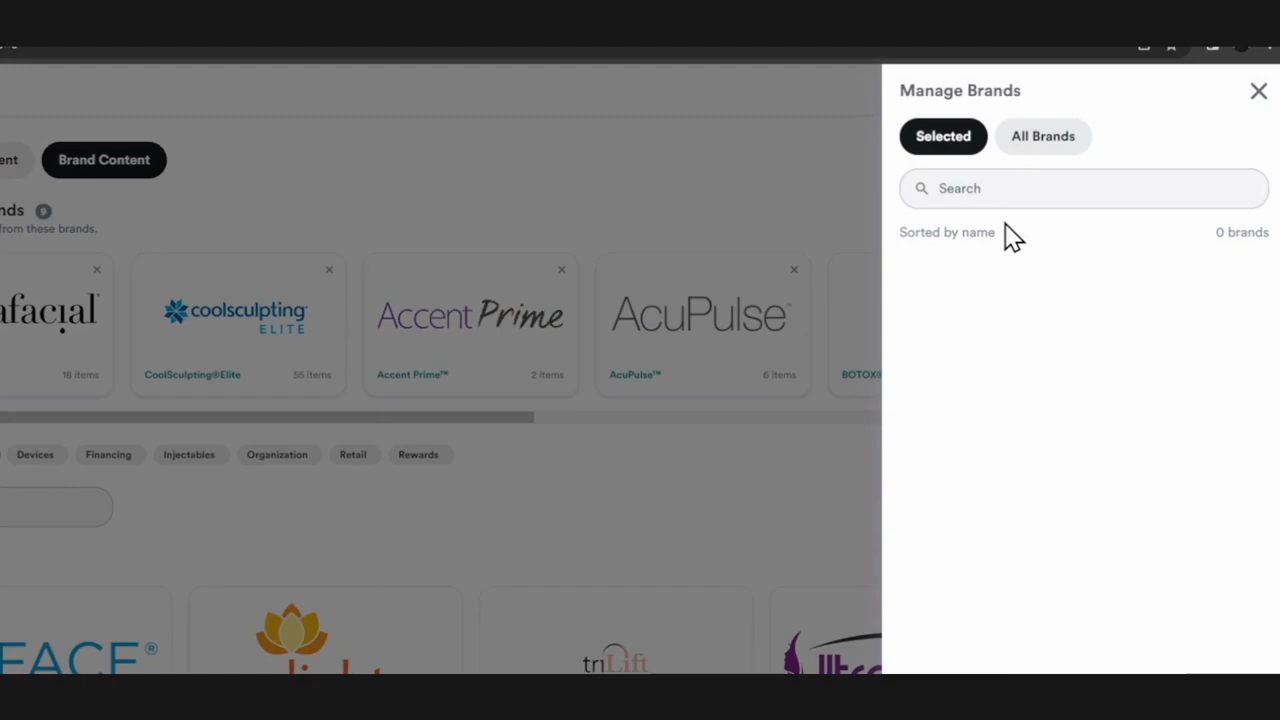 Manage Brands
Selected
All Brands
Search
Sorted by name
0 brands
ent
Brand Content
nds
from these brands.
afacial
18 items
coolsculpting
ELITE
CoolSculpting®Elite
55 items
Accent Prime
Accent Prime™
2 items
AcuPulse™
AcuPulse™
6 items
BOTOX®
Devices
Financing
Injectables
Organization
Retail
Rewards
FACE®
triLift